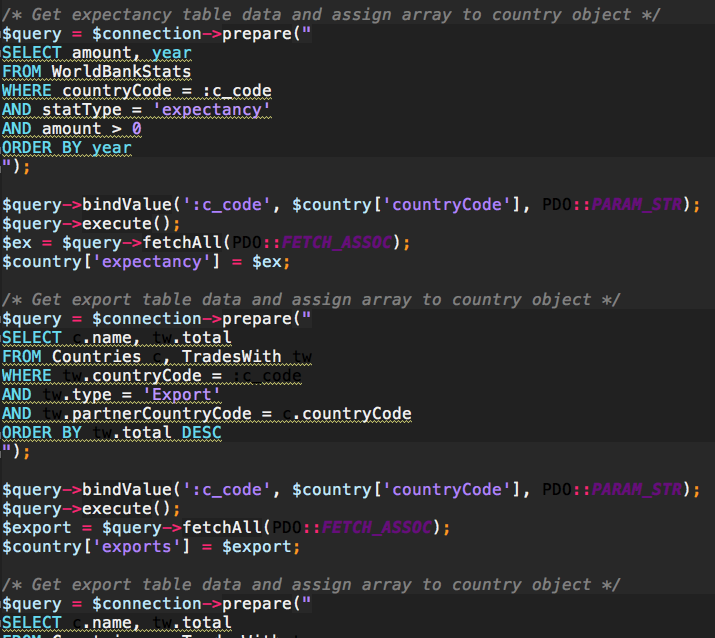 /* Get expectancy table data and assign array to country object */
$query = $connection->prepare("
SELECT amount, year
FROM WorldBankStats
WHERE countryCode = :c_code
AND statType = 'expectancy'
AND amount > 0
ORDER BY year
");
$query->bindValue(':c_code', $country['countryCode'], PDO::PARAM_STR);
$query->execute();
$ex = $query->fetchAll(PDO::FETCH_ASSOC);
$country['expectancy'] = $ex;
/* Get export table data and assign array to country object */
$query = $connection->prepare("
SELECT c.name, tw.total
FROM Countries c, TradesWith tw
WHERE tw.countryCode = :c_code
AND tw.type = 'Export'
AND tw.partnerCountryCode = c.countryCode
ORDER BY tw.total DESC
");
$query->bindValue(':c_code', $country['countryCode'], PDO::PARAM_STR);
$query->execute();
$export = $query->fetchAll(PDO::FETCH_ASSOC);
$country['exports'] = $export;
/* Get export table data and assign array to country object */
$query = $connection->prepare("
SELECT c.name, tw.total